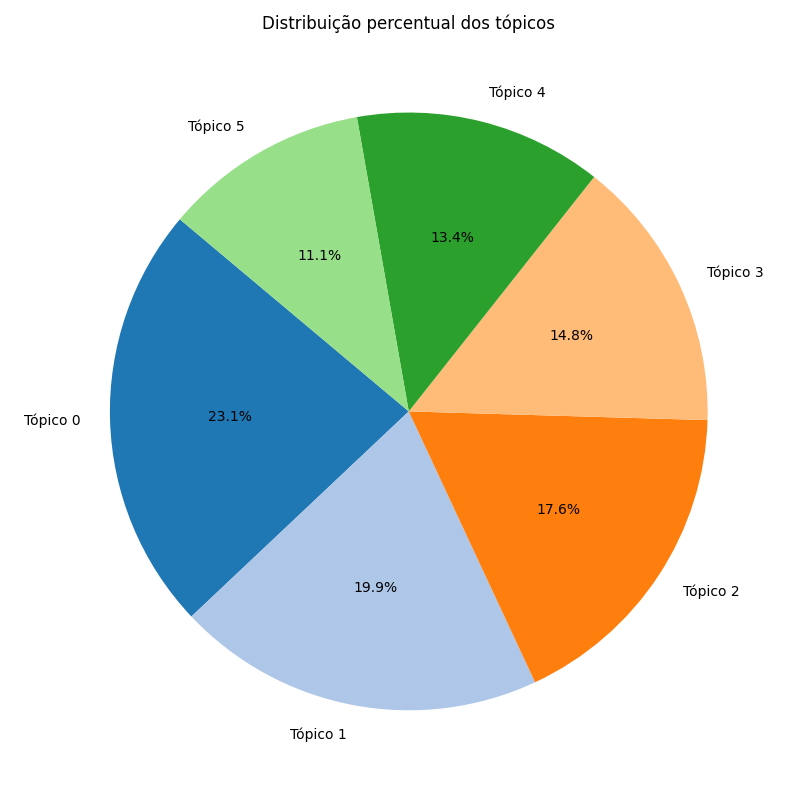 Distribuição percentual dos tópicos
Tópico 4
Tópico 5
13.4%
11.1%
Tópico 3
14.8%
23.1%
Tópico 0
17.6%
19.9%
Tópico 2
Tópico 1